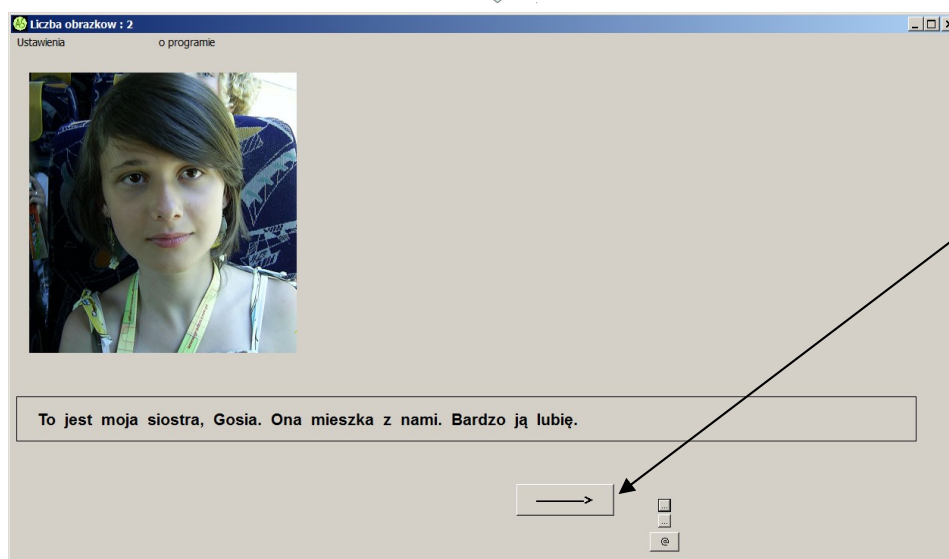 Liczba obrazkow : 2
Ustawienia o programie
To jest moja siostra, Gosia. Ona mieszka z nami. Bardzo ją lubię.
...
...
@